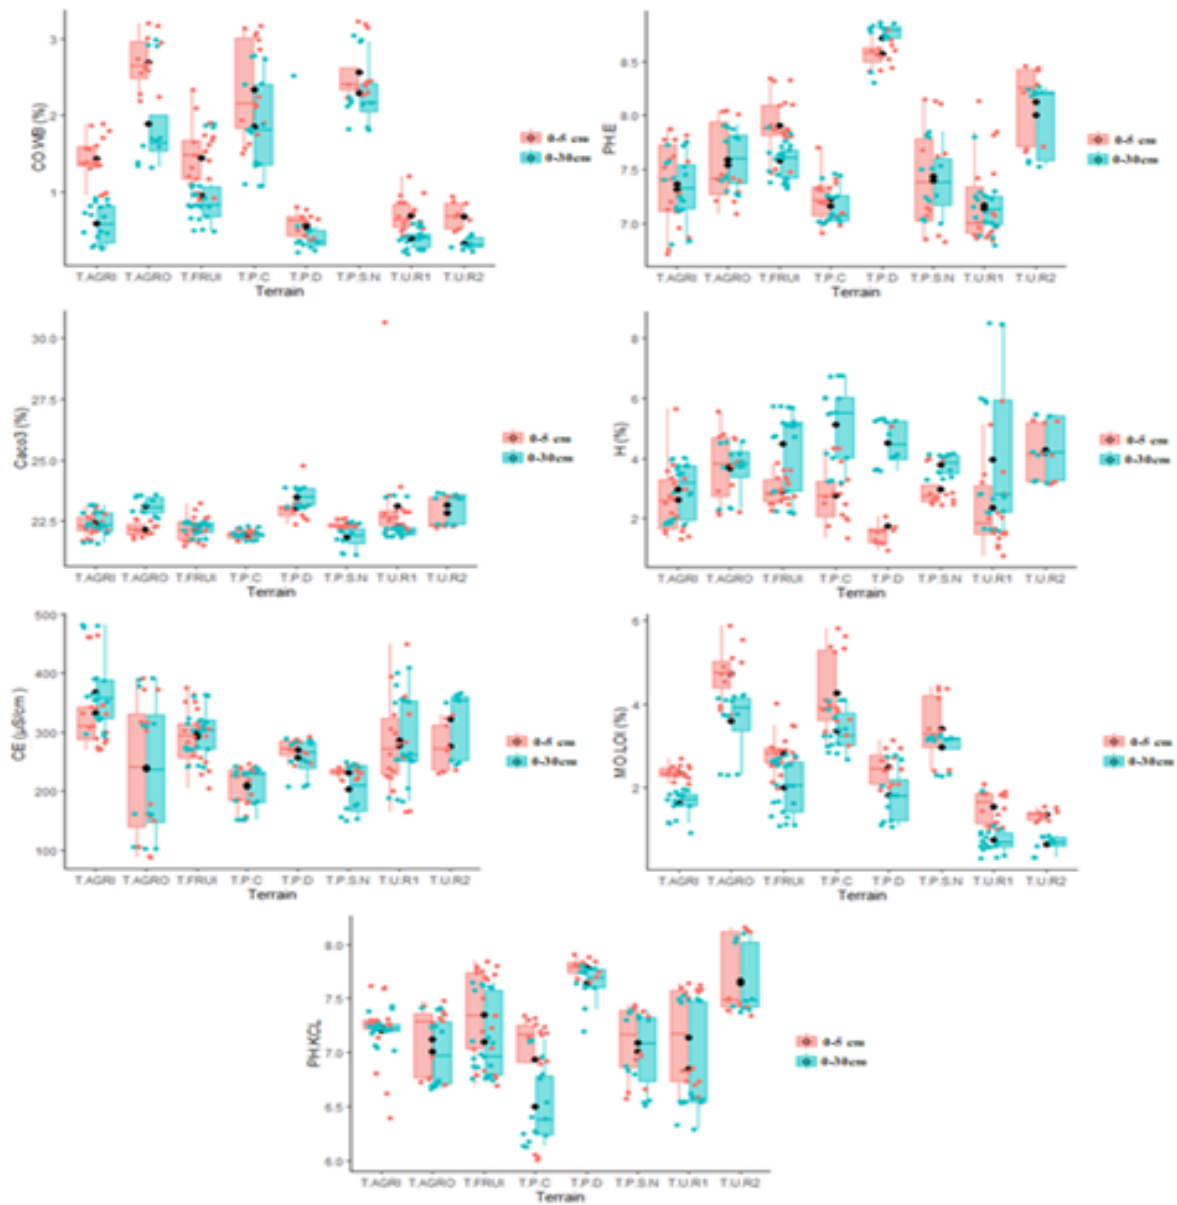 CO.WB (%)
3
2
1
T.AGRI T.AGRO T.FRUI T.P.C T.P.D T.P.S.N T.U.R1 T.U.R2
Terrain
0-5 cm
0-30cm
PH.E
8.5
8.0
7.5
7.0
T.AGRI T.AGRO T.FRUI T.P.C T.P.D T.P.S.N T.U.R1 T.U.R2
Terrain
0-5 cm
0-30cm
Caco3 (%)
30.0
27.5
25.0
22.5
T.AGRI T.AGRO T.FRUI T.P.C T.P.D T.P.S.N T.U.R1 T.U.R2
Terrain
0-5 cm
0-30cm
H (%)
8
6
4
2
T.AGRI T.AGRO T.FRUI T.P.C T.P.D T.P.S.N T.U.R1 T.U.R2
Terrain
0-5 cm
0-30cm
CE (µS/cm )
500
400
300
200
100
T.AGRI T.AGRO T.FRUI T.P.C T.P.D T.P.S.N T.U.R1 T.U.R2
Terrain
0-5 cm
0-30cm
MO.LOI (%)
6
4
2
T.AGRI T.AGRO T.FRUI T.P.C T.P.D T.P.S.N T.U.R1 T.U.R2
Terrain
0-5 cm
0-30cm
PH.KCL
8.0
7.5
7.0
6.5
6.0
T.AGRI T.AGRO T.FRUI T.P.C T.P.D T.P.S.N T.U.R1 T.U.R2
Terrain
0-5 cm
0-30cm